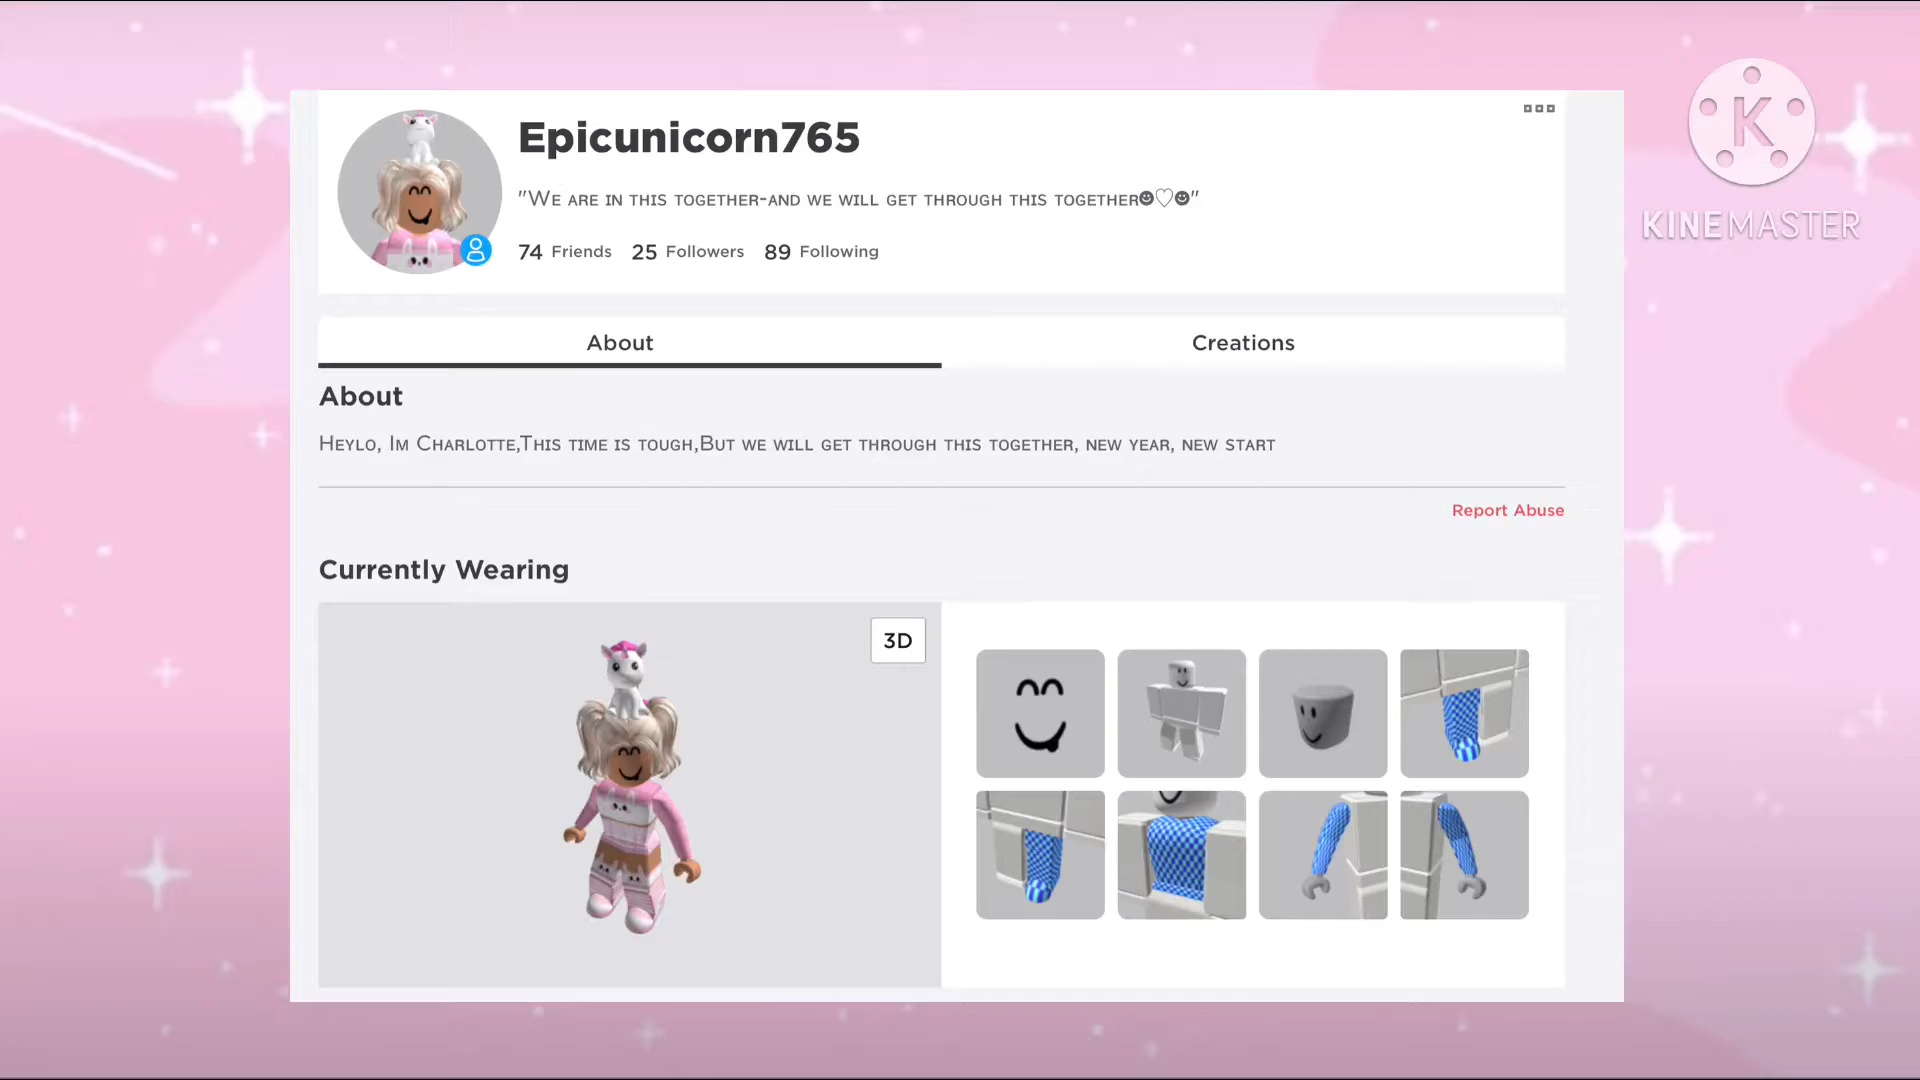 Epicunicorn765
"We are in this together-and we will get through this together☻♡☻"
74 Friends 25 Followers 89 Following
K
KINEMASTER
About Creations
About
Heylo, Im Charlotte,This time is tough,But we will get through this together, new year, new start
Report Abuse
Currently Wearing
3D